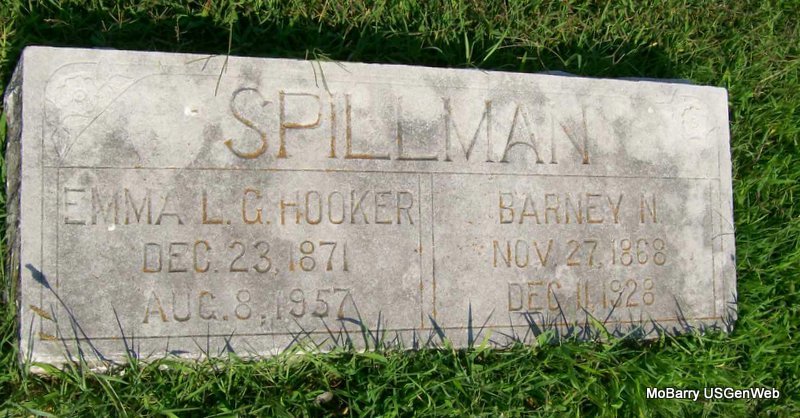 SPILLMAN
EMMA L. G. HOOKER
DEC. 23, 1871
AUG. 8, 1957
BARNEY N.
NOV. 27, 1868
DEC. 11, 1928
MoBarry USGenWeb